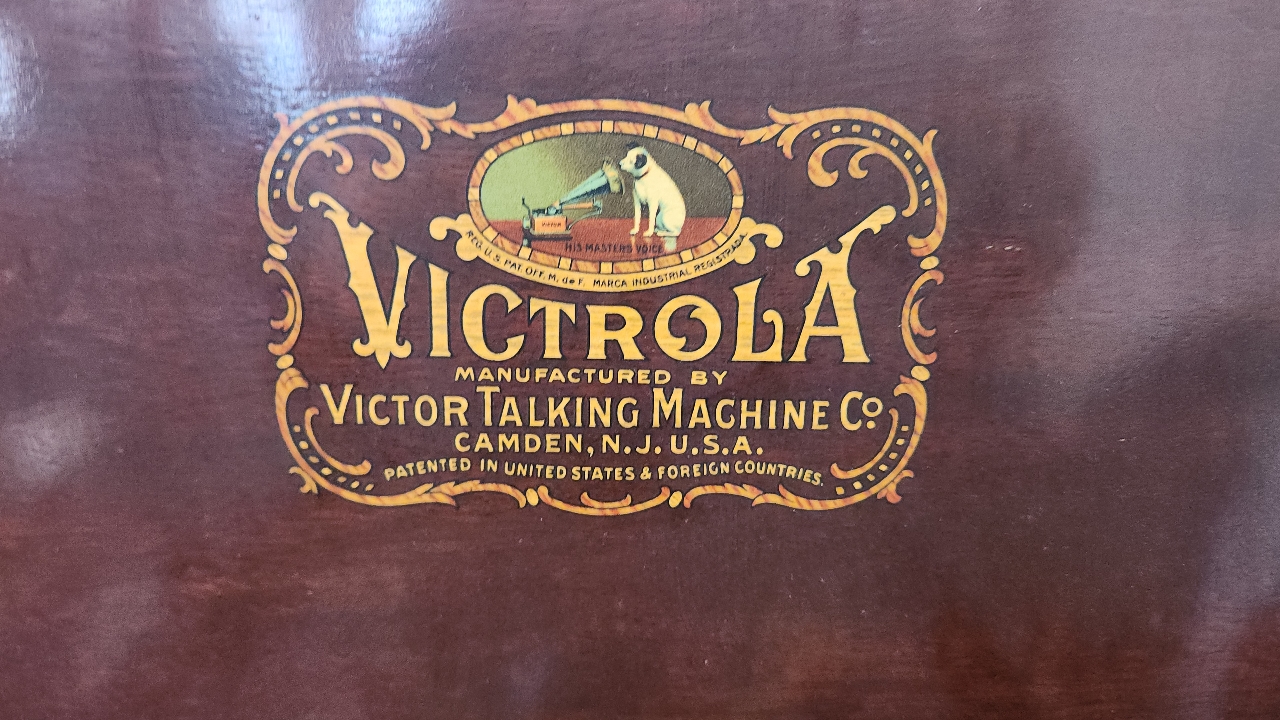 VICTOR
HIS MASTER'S VOICE
REG. U.S. PAT. OFF. M. de F. MARCA INDUSTRIAL REGISTRADA
VICTROLA
MANUFACTURED BY
VICTOR TALKING MACHINE Co.
CAMDEN, N.J. U.S.A.
PATENTED IN UNITED STATES & FOREIGN COUNTRIES.